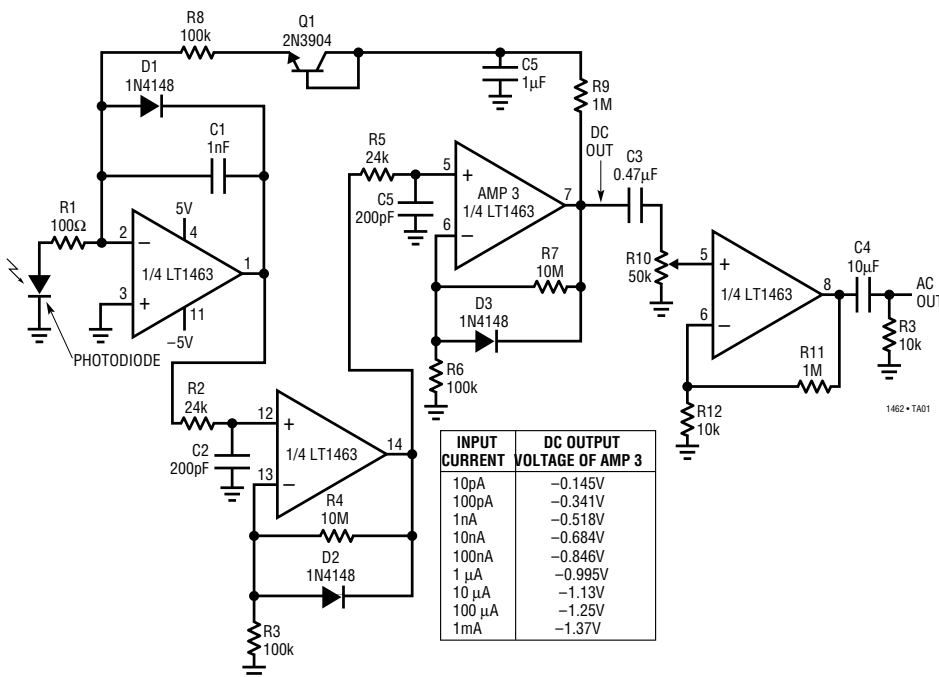 R8
100k
Q1
2N3904
D1
1N4148
C1
1nF
C5
1µF
R9
1M
R1
100Ω
2
−
5V
4
1/4 LT1463
1
3
+
11
−5V
PHOTODIODE
R5
24k
5
+
AMP 3
1/4 LT1463
7
C5
200pF
6
−
R7
10M
D3
1N4148
R6
100k
DC
OUT
C3
0.47µF
R10
50k
5
+
1/4 LT1463
8
6
−
C4
10µF
AC
OUT
R3
10k
R11
1M
R12
10k
1462 • TA01
R2
24k
12
+
1/4 LT1463
14
C2
200pF
13
−
R4
10M
D2
1N4148
R3
100k
INPUT CURRENT DC OUTPUT VOLTAGE OF AMP 3
10pA −0.145V
100pA −0.341V
1nA −0.518V
10nA −0.684V
100nA −0.846V
1 µA −0.995V
10 µA −1.13V
100 µA −1.25V
1mA −1.37V